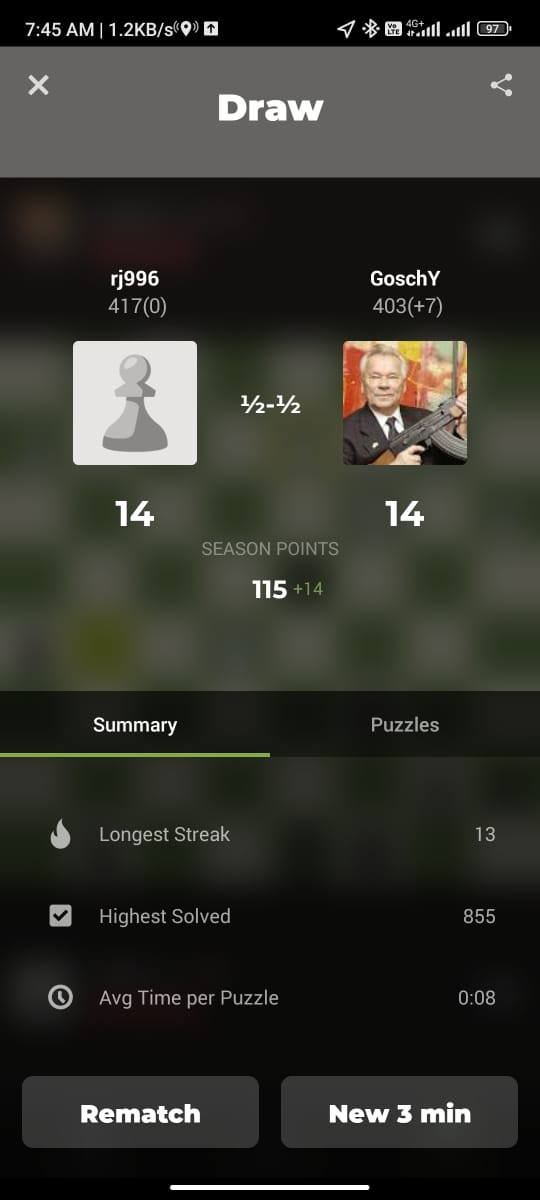 7:45 AM | 1.2KB/s
Vo LTE 4G+ 97
Draw
rj996 GoschY
417(0) 403(+7)
½-½
14 14
SEASON POINTS
115 +14
Summary Puzzles
Longest Streak 13
Highest Solved 855
Avg Time per Puzzle 0:08
Rematch New 3 min